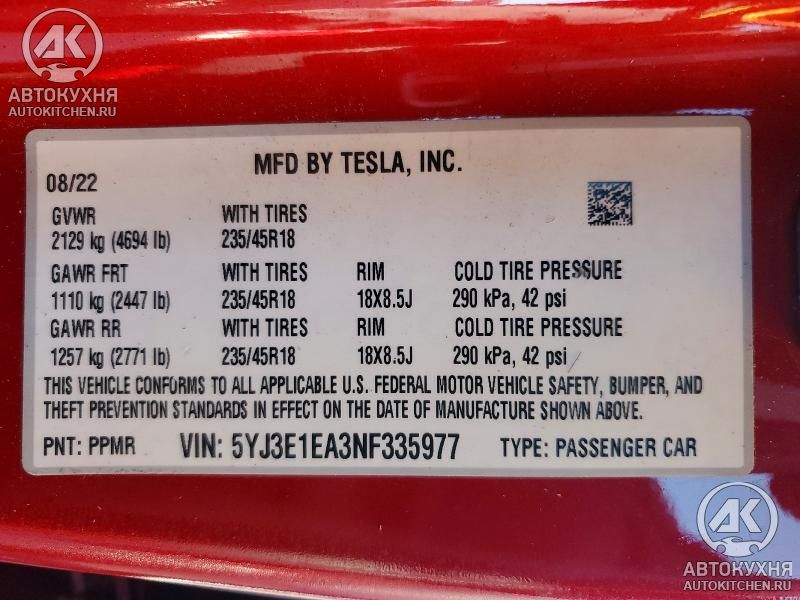 АК
АВТОКУХНЯ
AUTOKITCHEN.RU
MFD BY TESLA, INC.
08/22
GVWR WITH TIRES
2129 kg (4694 lb) 235/45R18
GAWR FRT WITH TIRES RIM COLD TIRE PRESSURE
1110 kg (2447 lb) 235/45R18 18X8.5J 290 kPa, 42 psi
GAWR RR WITH TIRES RIM COLD TIRE PRESSURE
1257 kg (2771 lb) 235/45R18 18X8.5J 290 kPa, 42 psi
THIS VEHICLE CONFORMS TO ALL APPLICABLE U.S. FEDERAL MOTOR VEHICLE SAFETY, BUMPER, AND
THEFT PREVENTION STANDARDS IN EFFECT ON THE DATE OF MANUFACTURE SHOWN ABOVE.
PNT: PPMR VIN: 5YJ3E1EA3NF335977 TYPE: PASSENGER CAR
АК
АВТОКУХНЯ
AUTOKITCHEN.RU